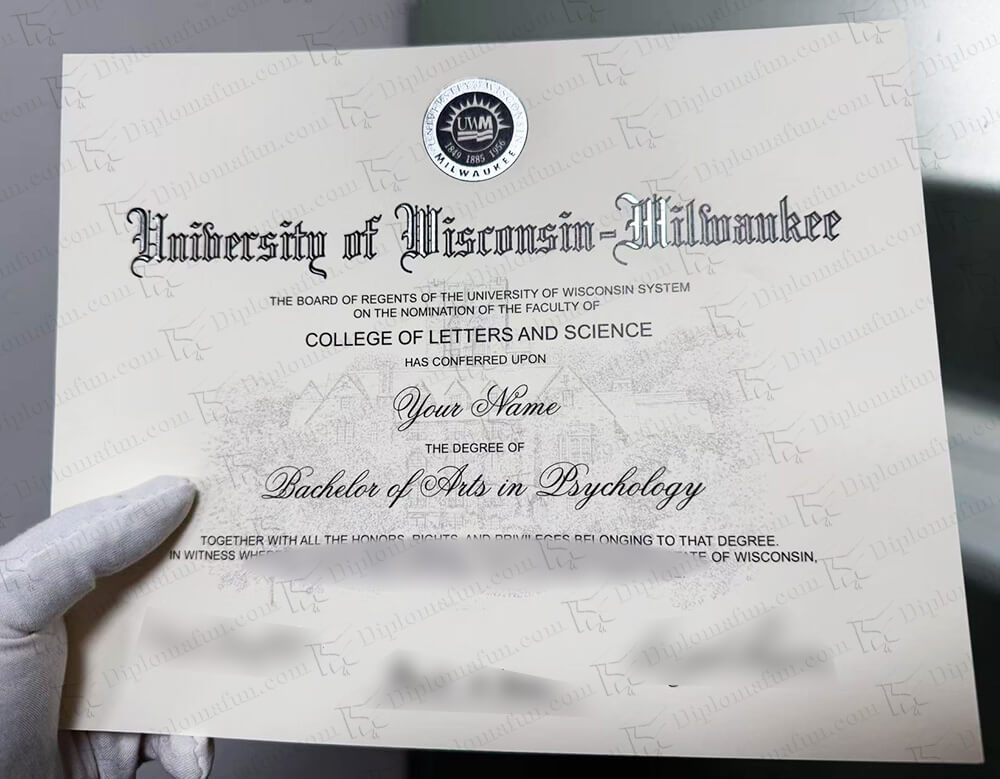 UNIVERSITY OF WISCONSIN
UWM
1849 1885 1956
MILWAUKEE
University of Wisconsin-Milwaukee
THE BOARD OF REGENTS OF THE UNIVERSITY OF WISCONSIN SYSTEM
ON THE NOMINATION OF THE FACULTY OF
COLLEGE OF LETTERS AND SCIENCE
HAS CONFERRED UPON
Your Name
THE DEGREE OF
Bachelor of Arts in Psychology
TOGETHER WITH ALL THE HONORS, RIGHTS AND PRIVILEGES BELONGING TO THAT DEGREE.
IN WITNESS OF WISCONSIN,
Diplomafun.com